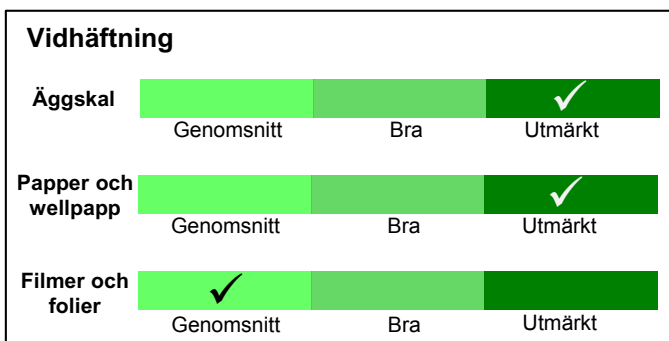 Vidhäftning
Äggskal
Genomsnitt Bra Utmärkt
Papper och
wellpapp
Genomsnitt Bra Utmärkt
Filmer och
folier
Genomsnitt Bra Utmärkt